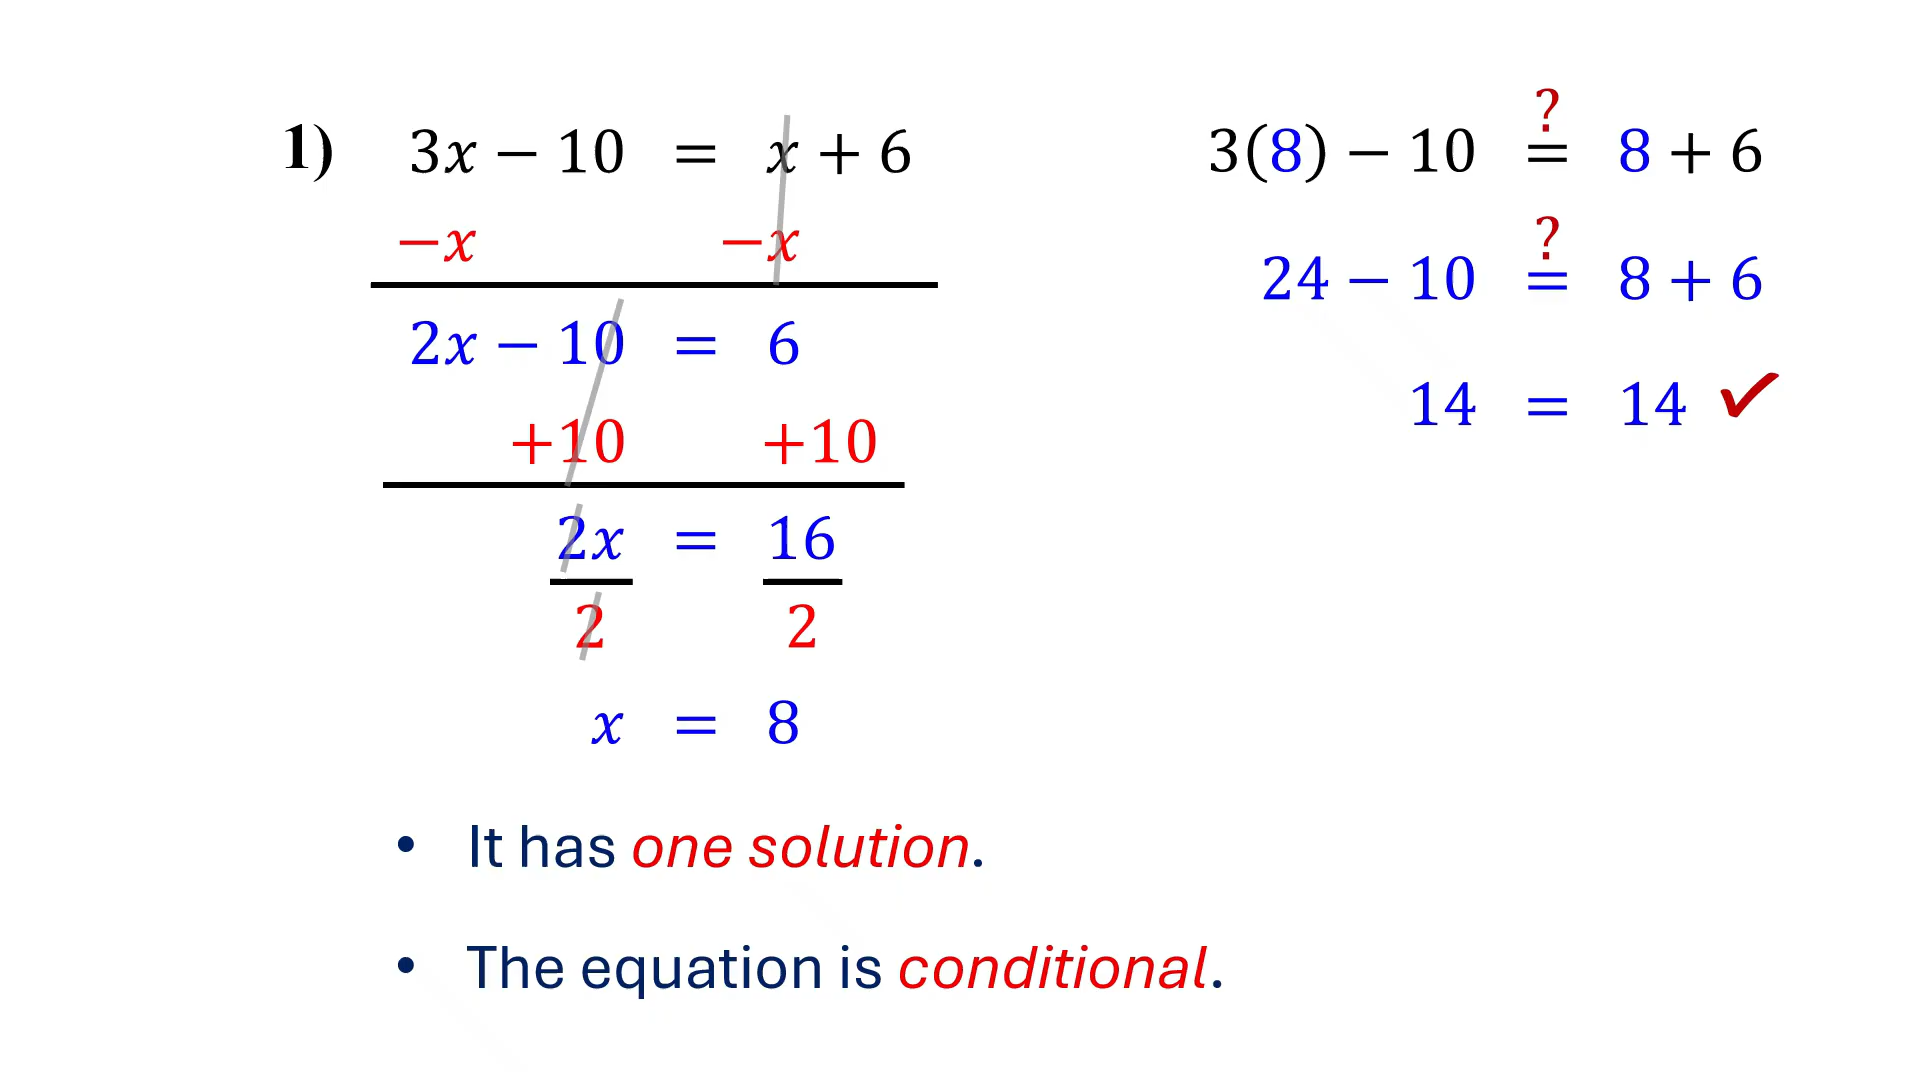 1) 3x − 10 = x + 6
−x −x
2x − 10 = 6
+10 +10
2x = 16
2 2
x = 8
• It has one solution.
• The equation is conditional.
?
3(8) − 10 = 8 + 6
?
24 − 10 = 8 + 6
14 = 14 ✓